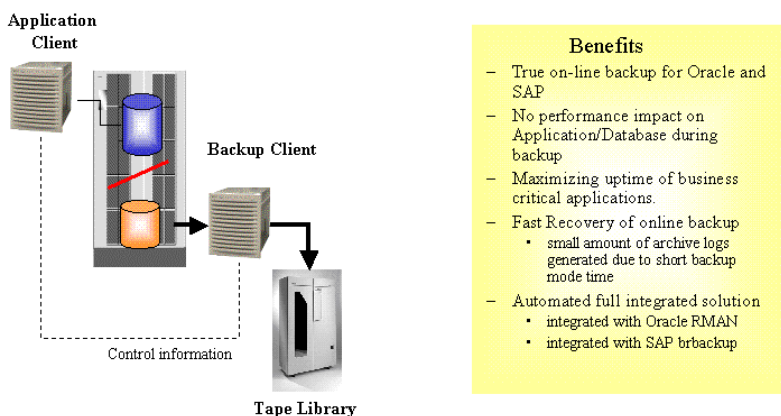 Application
Client
Backup Client
Control information
Tape Library
Benefits
– True on-line backup for Oracle and
SAP
– No performance impact on
Application/Database during
backup
– Maximizing uptime of business
critical applications.
– Fast Recovery of online backup
• small amount of archive logs
generated due to short backup
mode time
– Automated full integrated solution
• integrated with Oracle RMAN
• integrated with SAP brbackup